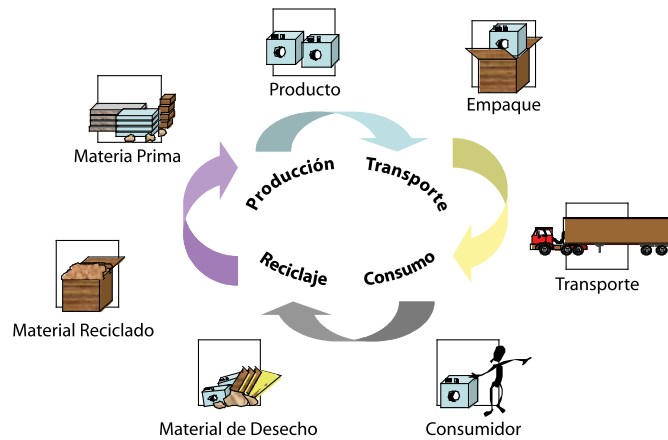 Producto
Empaque
Materia Prima
Producción
Transporte
Reciclaje
Consumo
Transporte
Material Reciclado
Material de Desecho
Consumidor